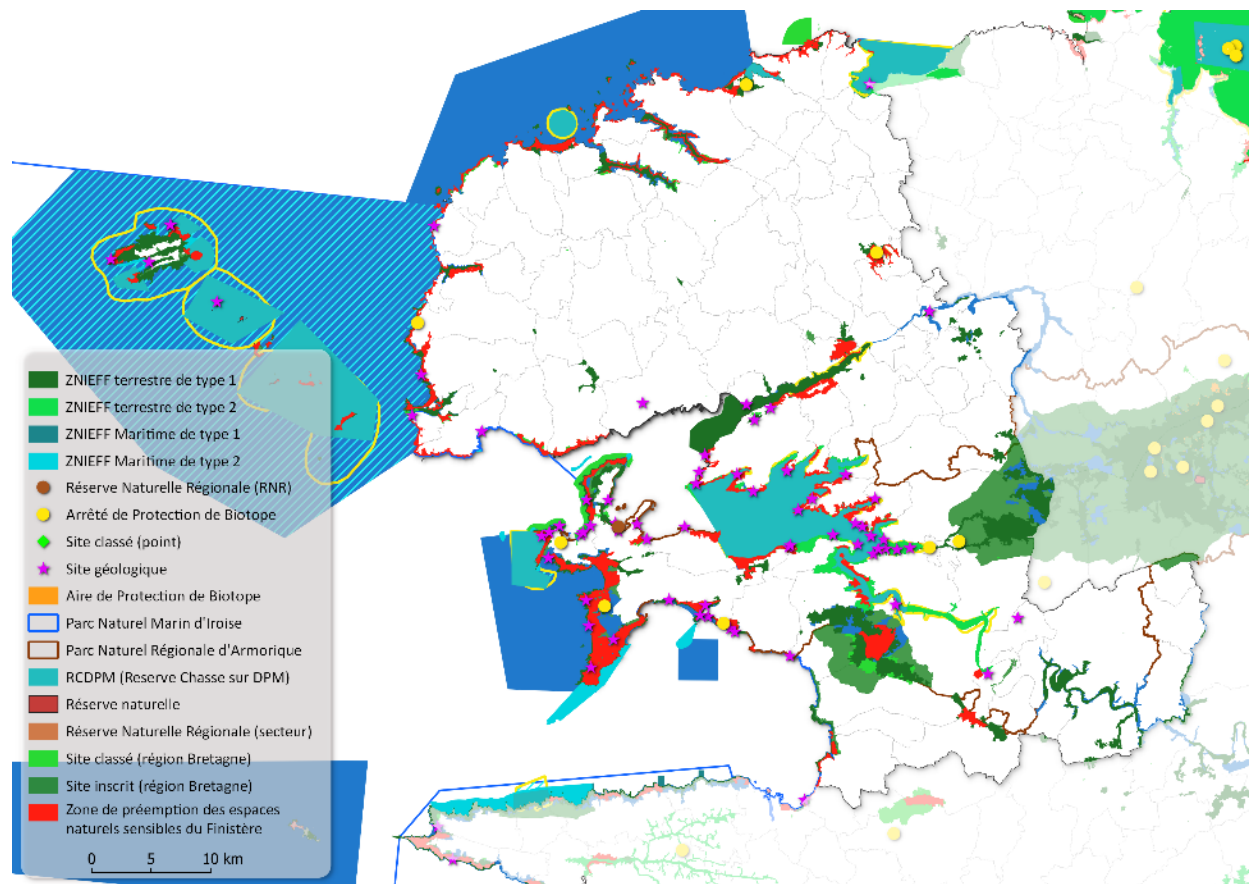 ZNIEFF terrestre de type 1
ZNIEFF terrestre de type 2
ZNIEFF Maritime de type 1
ZNIEFF Maritime de type 2
Réserve Naturelle Régionale (RNR)
Arrêté de Protection de Biotope
Site classé (point)
Site géologique
Aire de Protection de Biotope
Parc Naturel Marin d'Iroise
Parc Naturel Régionale d'Armorique
RCDPM (Reserve Chasse sur DPM)
Réserve naturelle
Réserve Naturelle Régionale (secteur)
Site classé (région Bretagne)
Site inscrit (région Bretagne)
Zone de préemption des espaces
naturels sensibles du Finistère
0 5 10 km